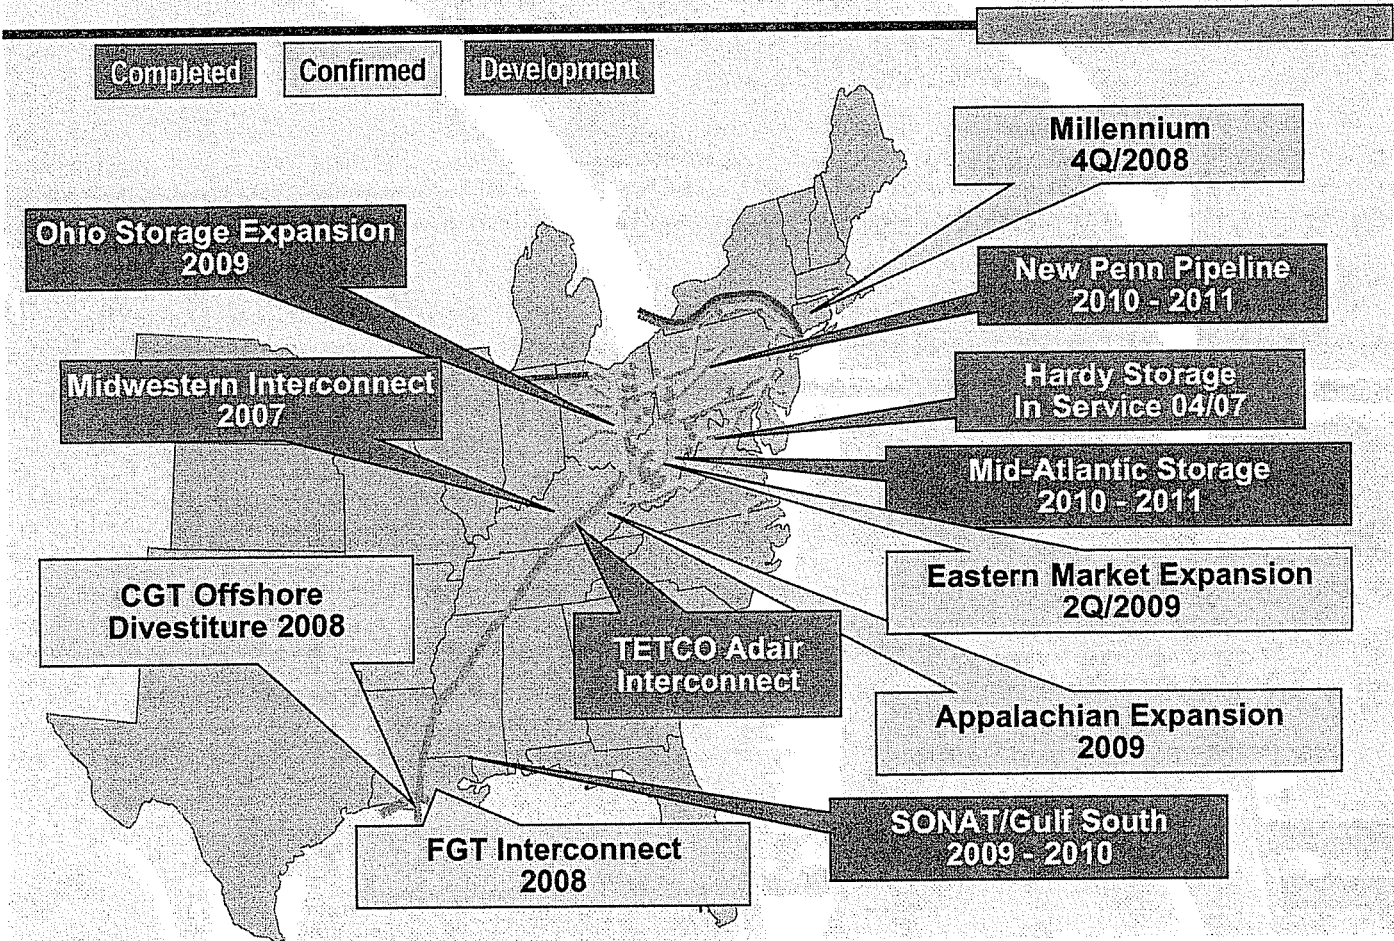 Completed
Confirmed
Development
Millennium
4Q/2008
Ohio Storage Expansion
2009
New Penn Pipeline
2010 - 2011
Midwestern Interconnect
2007
Hardy Storage
In Service 04/07
Mid-Atlantic Storage
2010 - 2011
CGT Offshore
Divestiture 2008
Eastern Market Expansion
2Q/2009
TETCO Adair
Interconnect
Appalachian Expansion
2009
SONAT/Gulf South
2009 - 2010
FGT Interconnect
2008